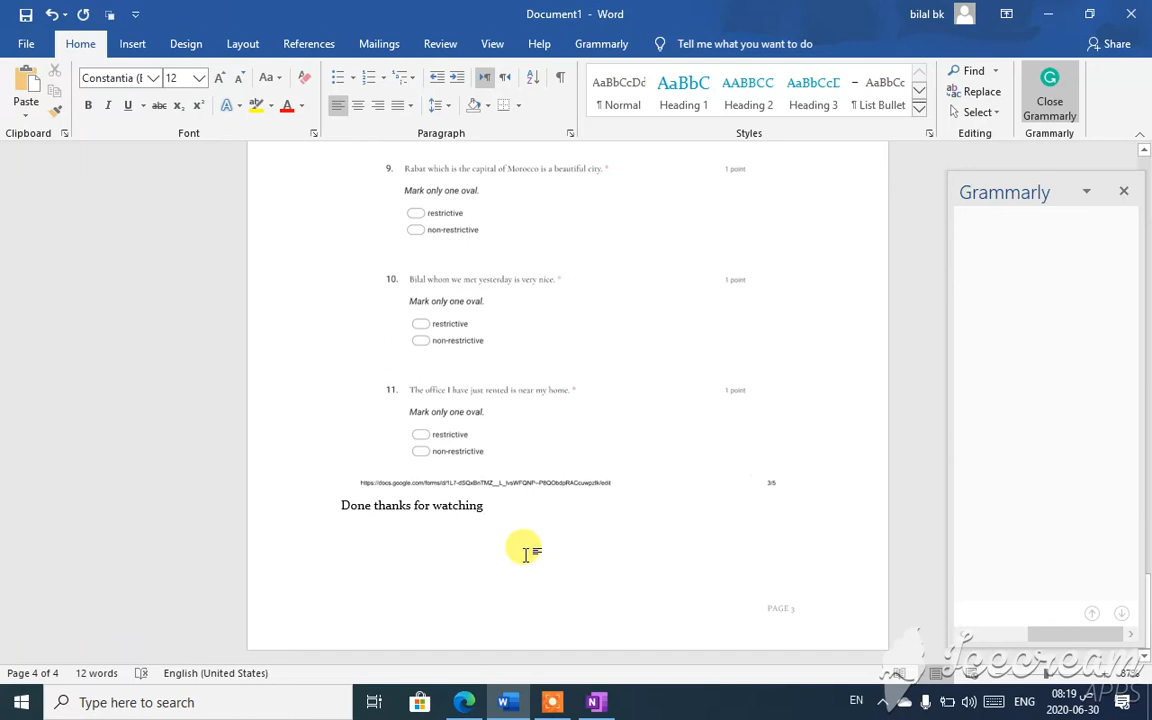 Document1 - Word
bilal bk
File Home Insert Design Layout References Mailings Review View Help Grammarly Tell me what you want to do Share
Paste
Constantia (E 12
AaBbCcDd AaBbC AABBCC AaBbCcE AaBbCc
¶ Normal Heading 1 Heading 2 Heading 3 ¶ List Bullet
Find
Replace
Select
Close Grammarly
Clipboard Font Paragraph Styles Editing Grammarly
Grammarly
9. Rabat which is the capital of Morocco is a beautiful city. * 1 point
Mark only one oval.
restrictive
non-restrictive
10. Bilal whom we met yesterday is very nice. * 1 point
Mark only one oval.
restrictive
non-restrictive
11. The office I have just rented is near my home. * 1 point
Mark only one oval.
restrictive
non-restrictive
3/5
Done thanks for watching
PAGE 3
Page 4 of 4 12 words English (United States) 87%
Icecream
APPS
Type here to search
EN ENG
08:19 ص
2020-06-30